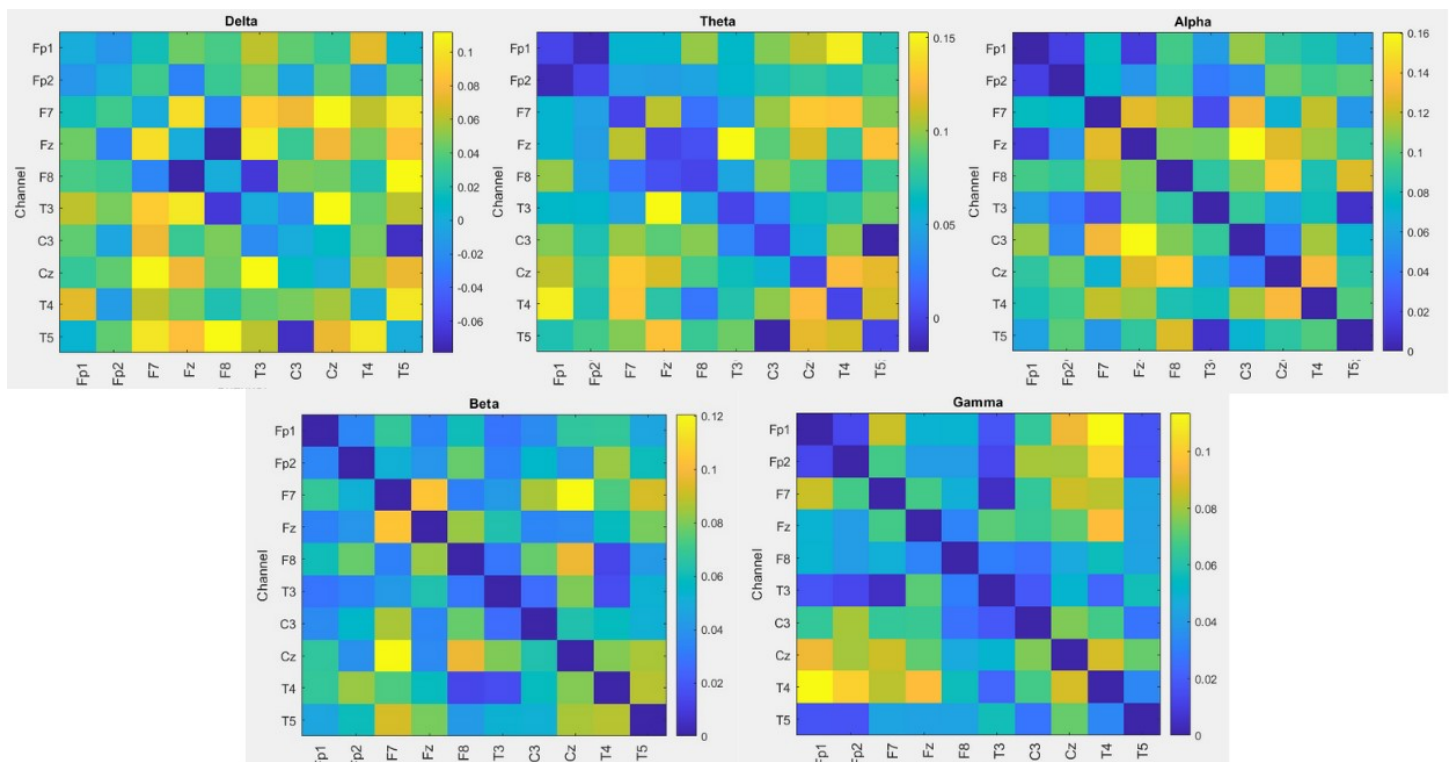 Delta
Channel
Fp1
Fp2
F7
Fz
F8
T3
C3
Cz
T4
T5
Fp1 Fp2 F7 Fz F8 T3 C3 Cz T4 T5
0.1
0.08
0.06
0.04
0.02
0
-0.02
-0.04
-0.06
Theta
Channel
Fp1
Fp2
F7
Fz
F8
T3
C3
Cz
T4
T5
Fp1 Fp2 F7 Fz F8 T3 C3 Cz T4 T5
0.15
0.1
0.05
0
Alpha
Channel
Fp1
Fp2
F7
Fz
F8
T3
C3
Cz
T4
T5
Fp1 Fp2 F7 Fz F8 T3 C3 Cz T4 T5
0.16
0.14
0.12
0.1
0.08
0.06
0.04
0.02
0
Beta
Channel
Fp1
Fp2
F7
Fz
F8
T3
C3
Cz
T4
T5
Fp1 Fp2 F7 Fz F8 T3 C3 Cz T4 T5
0.12
0.1
0.08
0.06
0.04
0.02
0
Gamma
Channel
Fp1
Fp2
F7
Fz
F8
T3
C3
Cz
T4
T5
Fp1 Fp2 F7 Fz F8 T3 C3 Cz T4 T5
0.1
0.08
0.06
0.04
0.02
0